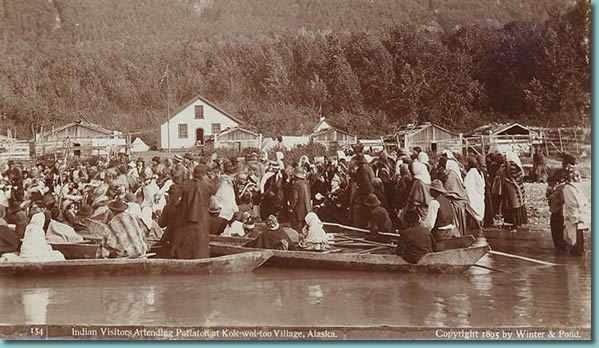 154 Indian Visitors Attending Potlatch at Kok-wol-too Village, Alaska. Copyright 1895 by Winter & Pond.